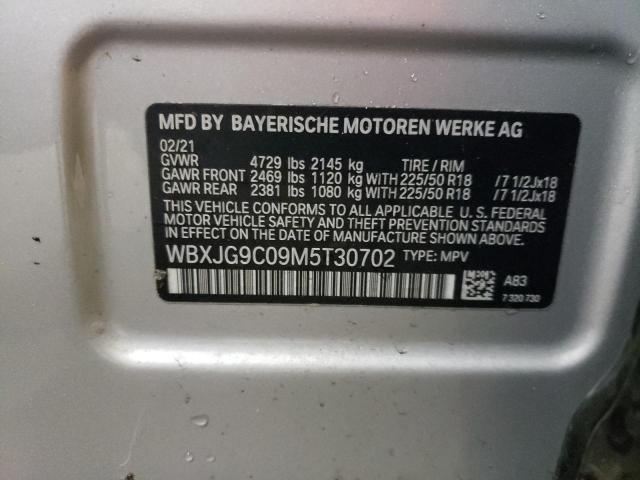 MFD BY BAYERISCHE MOTOREN WERKE AG
02/21
GVWR 4729 lbs 2145 kg TIRE / RIM
GAWR FRONT 2469 lbs 1120 kg WITH 225/50 R18 /7 1/2Jx18
GAWR REAR 2381 lbs 1080 kg WITH 225/50 R18 /7 1/2Jx18
THIS VEHICLE CONFORMS TO ALL APPLICABLE U. S. FEDERAL
MOTOR VEHICLE SAFETY AND THEFT PREVENTION STANDARDS
IN EFFECT ON THE DATE OF MANUFACTURE SHOWN ABOVE.
WBXJG9C09M5T30702 TYPE: MPV
A83
7 320 730